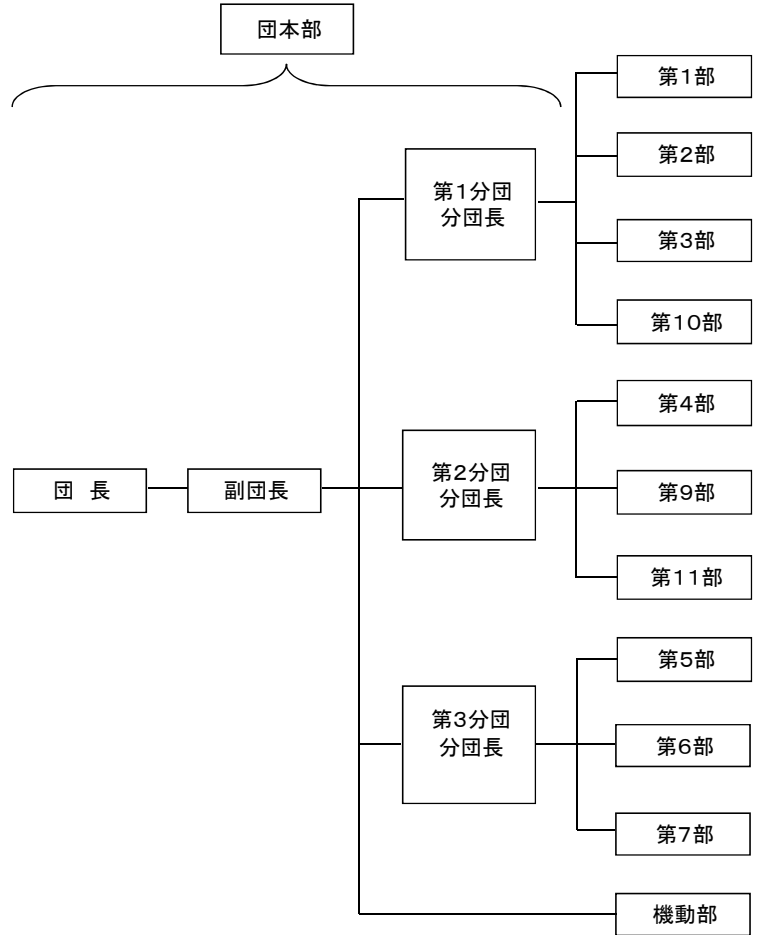 団本部
第1部
第2部
第1分団
分団長
第3部
第10部
第4部
団 長
副団長
第2分団
分団長
第9部
第11部
第5部
第3分団
分団長
第6部
第7部
機動部